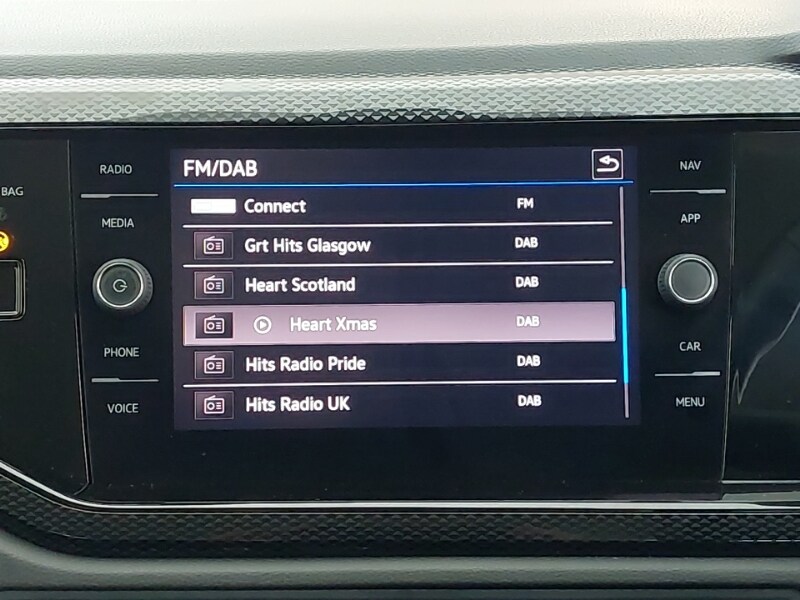 RADIO
FM/DAB
NAV
BAG
MEDIA
Connect FM
APP
Grt Hits Glasgow DAB
Heart Scotland DAB
Heart Xmas DAB
PHONE
Hits Radio Pride DAB
CAR
VOICE
Hits Radio UK DAB
MENU